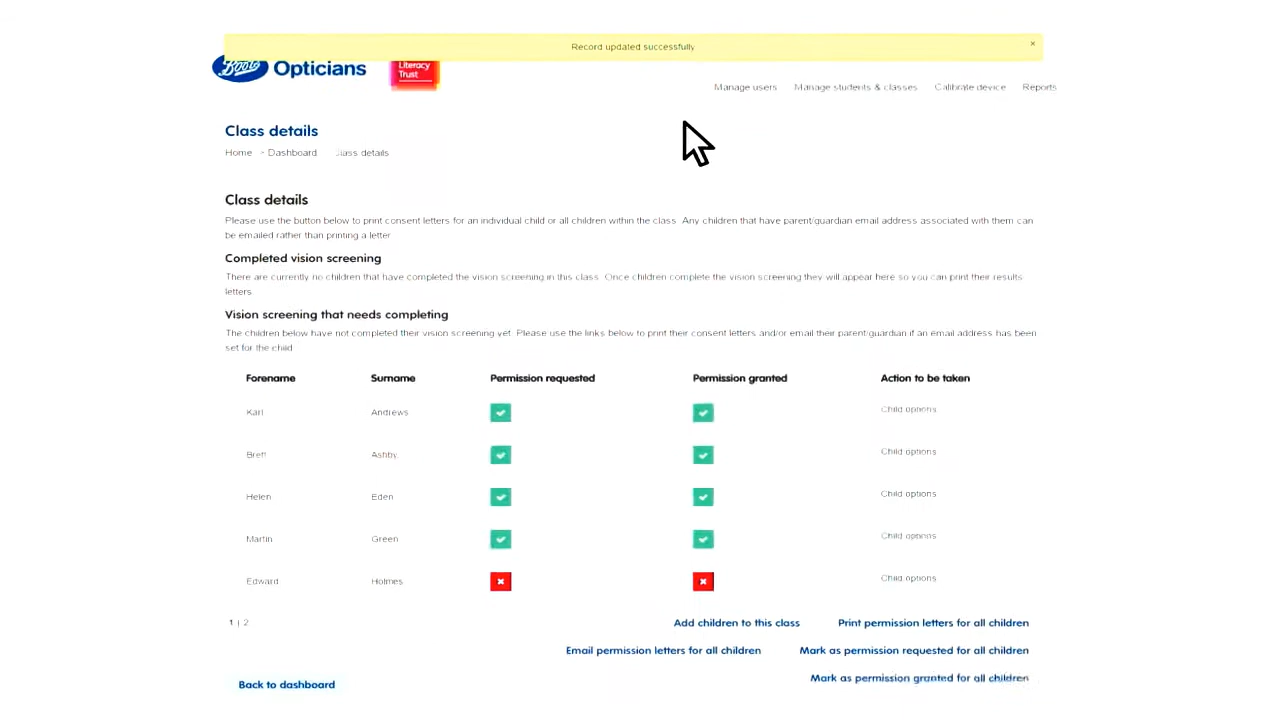 Record updated successfully ×
Boots Opticians
Literacy
Trust
Manage users Manage students & classes Calibrate device Reports
Class details
Home > Dashboard Class details
Class details
Please use the button below to print consent letters for an individual child or all children within the class. Any children that have parent/guardian email address associated with them can
be emailed rather than printing a letter
Completed vision screening
There are currently no children that have completed the vision screening in this class. Once children complete the vision screening they will appear here so you can print their results
letters
Vision screening that needs completing
The children below have not completed their vision screening yet. Please use the links below to print their consent letters and/or email their parent/guardian if an email address has been
set for the child
Forename Surname Permission requested Permission granted Action to be taken
Karl Andrews Child options
Brett Ashby Child options
Helen Eden Child options
Martin Green Child options
Edward Holmes Child options
1 | 2 Add children to this class Print permission letters for all children
Email permission letters for all children Mark as permission requested for all children
Mark as permission granted for all children
Back to dashboard